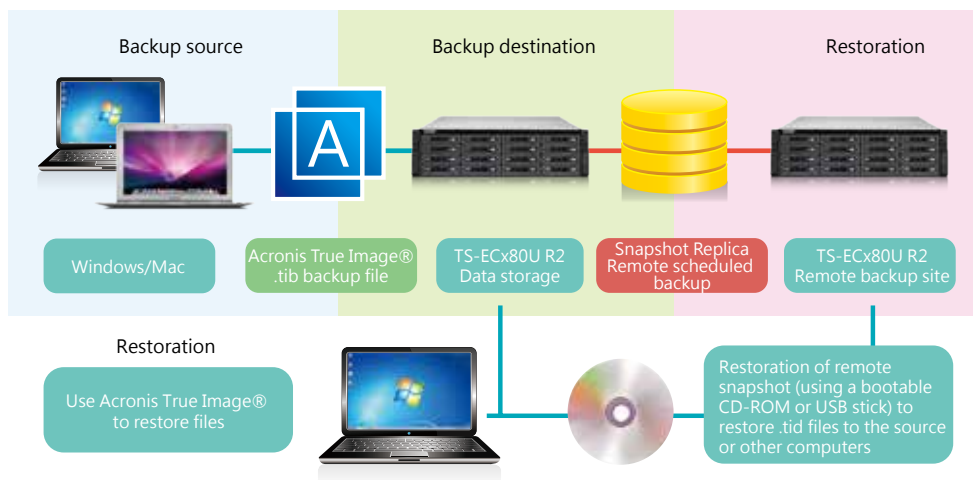 Backup source
Backup destination
Restoration
A
Windows/Mac
Acronis True Image®
.tib backup file
TS-ECx80U R2
Data storage
Snapshot Replica
Remote scheduled
backup
TS-ECx80U R2
Remote backup site
Restoration
Use Acronis True Image®
to restore files
Restoration of remote
snapshot (using a bootable
CD-ROM or USB stick) to
restore .tid files to the source
or other computers